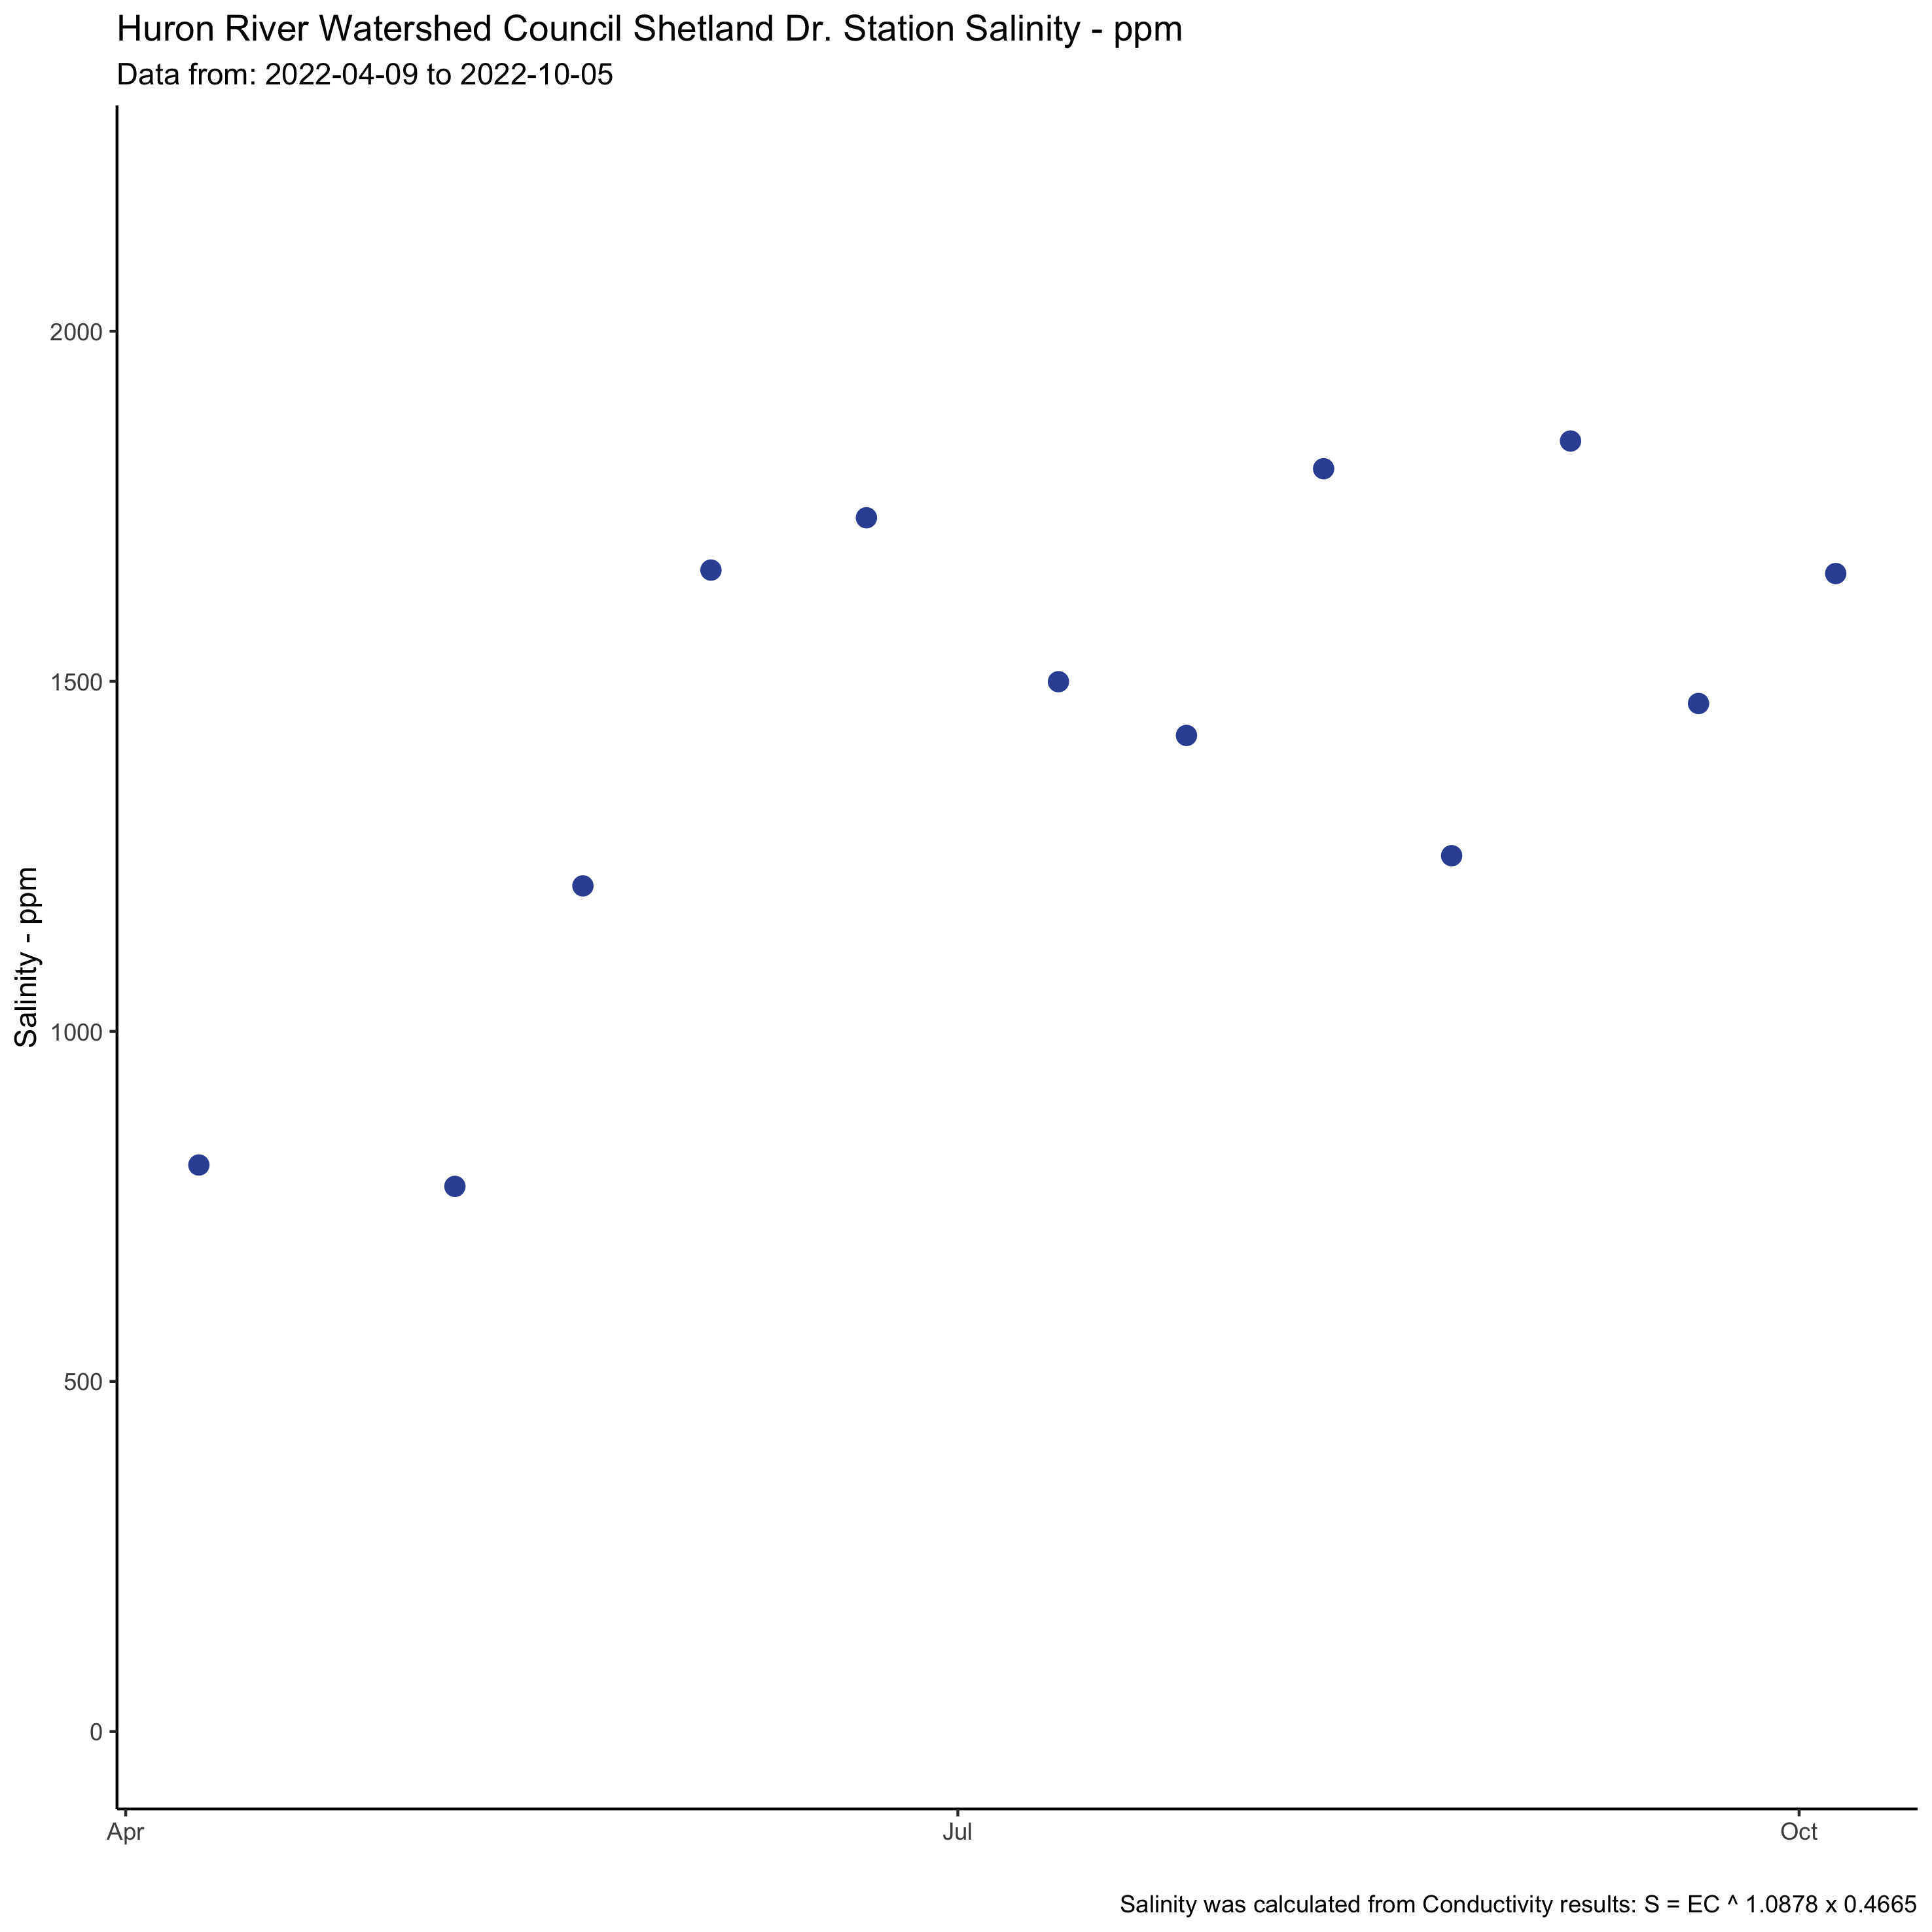 Huron River Watershed Council Shetland Dr. Station Salinity - ppm
Data from: 2022-04-09 to 2022-10-05
Salinity - ppm
2000
1500
1000
500
0
Apr
Jul
Oct
Salinity was calculated from Conductivity results: S = EC ^ 1.0878 x 0.4665